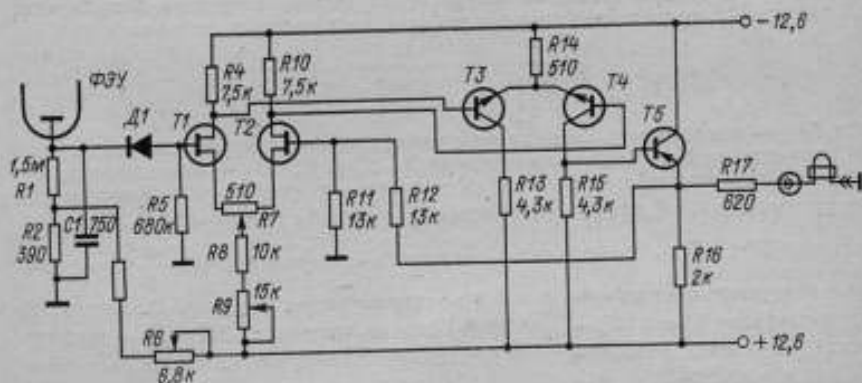 −12,6
ФЭУ
R4
7,5к
R10
7,5к
R14
510
T3
T4
T5
Д1
T1
T2
1,5м
R1
R2
390
C1
750
R5
680к
510
R7
R8
10к
R9
15к
R11
13к
R12
13к
R13
4,3к
R15
4,3к
R17
620
R16
2к
R6
6,8к
+12,6